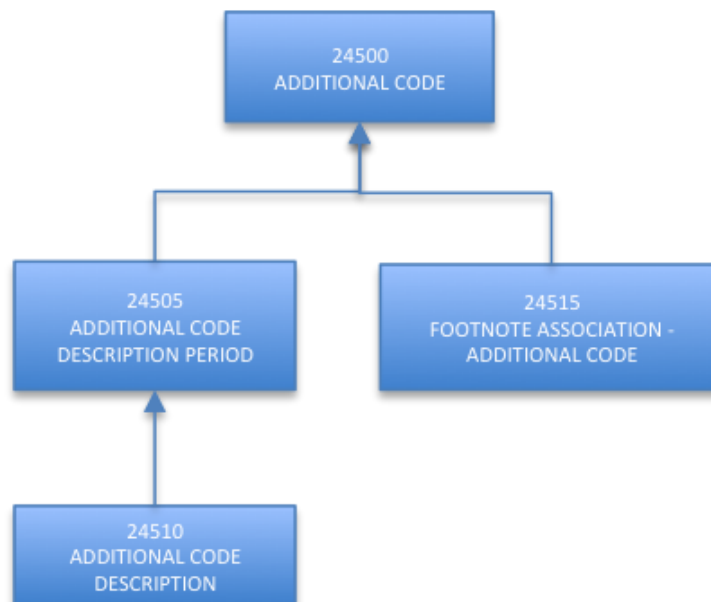 24500
ADDITIONAL CODE
24505
ADDITIONAL CODE
DESCRIPTION PERIOD
24515
FOOTNOTE ASSOCIATION -
ADDITIONAL CODE
24510
ADDITIONAL CODE
DESCRIPTION